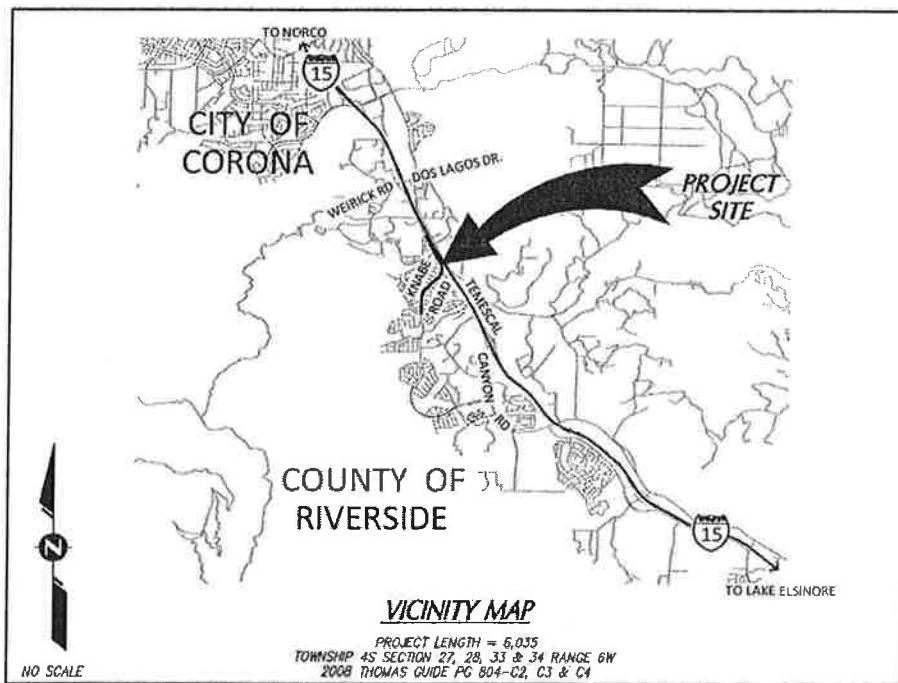 TO NORCO
15
CITY OF
CORONA
WEIRICK RD
DOS LAGOS DR.
PROJECT
SITE
KNABE
ROAD
TEMESCAL
CANYON
RD
COUNTY OF
RIVERSIDE
15
TO LAKE ELSINORE
N
NO SCALE
VICINITY MAP
PROJECT LENGTH = 6,035
TOWNSHIP 4S SECTION 27, 28, 33 & 34 RANGE 6W
2008 THOMAS GUIDE PG 804-C2, C3 & C4